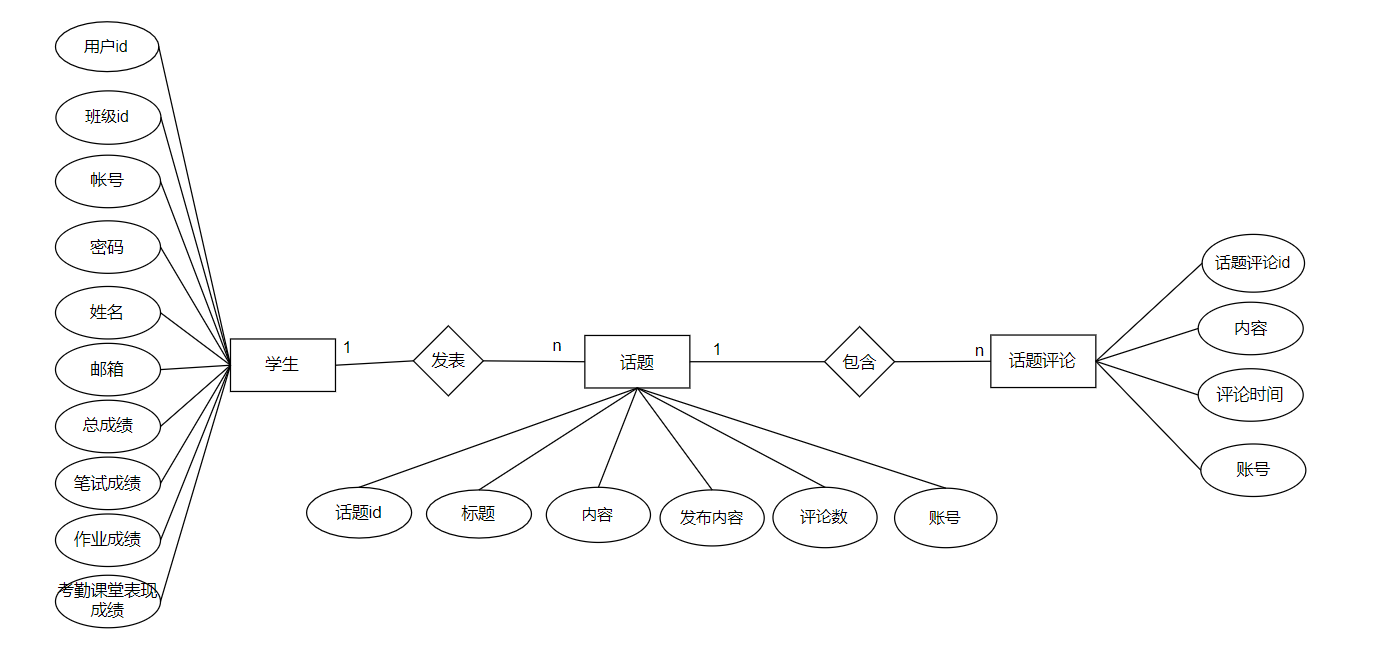 用户id
班级id
帐号
密码
姓名
邮箱
总成绩
笔试成绩
作业成绩
考勤课堂表现
成绩
学生
1
发表
n
话题
1
包含
n
话题评论
话题id
标题
内容
发布内容
评论数
账号
话题评论id
内容
评论时间
账号